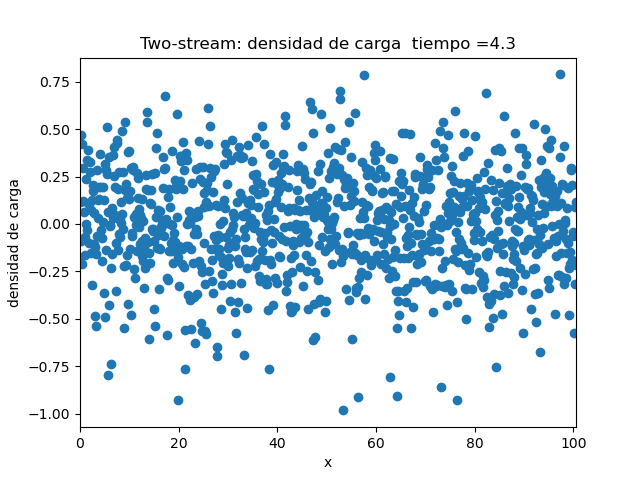 Two-stream: densidad de carga  tiempo =4.3
densidad de carga
0.75
0.50
0.25
0.00
−0.25
−0.50
−0.75
−1.00
0 20 40 60 80 100
x